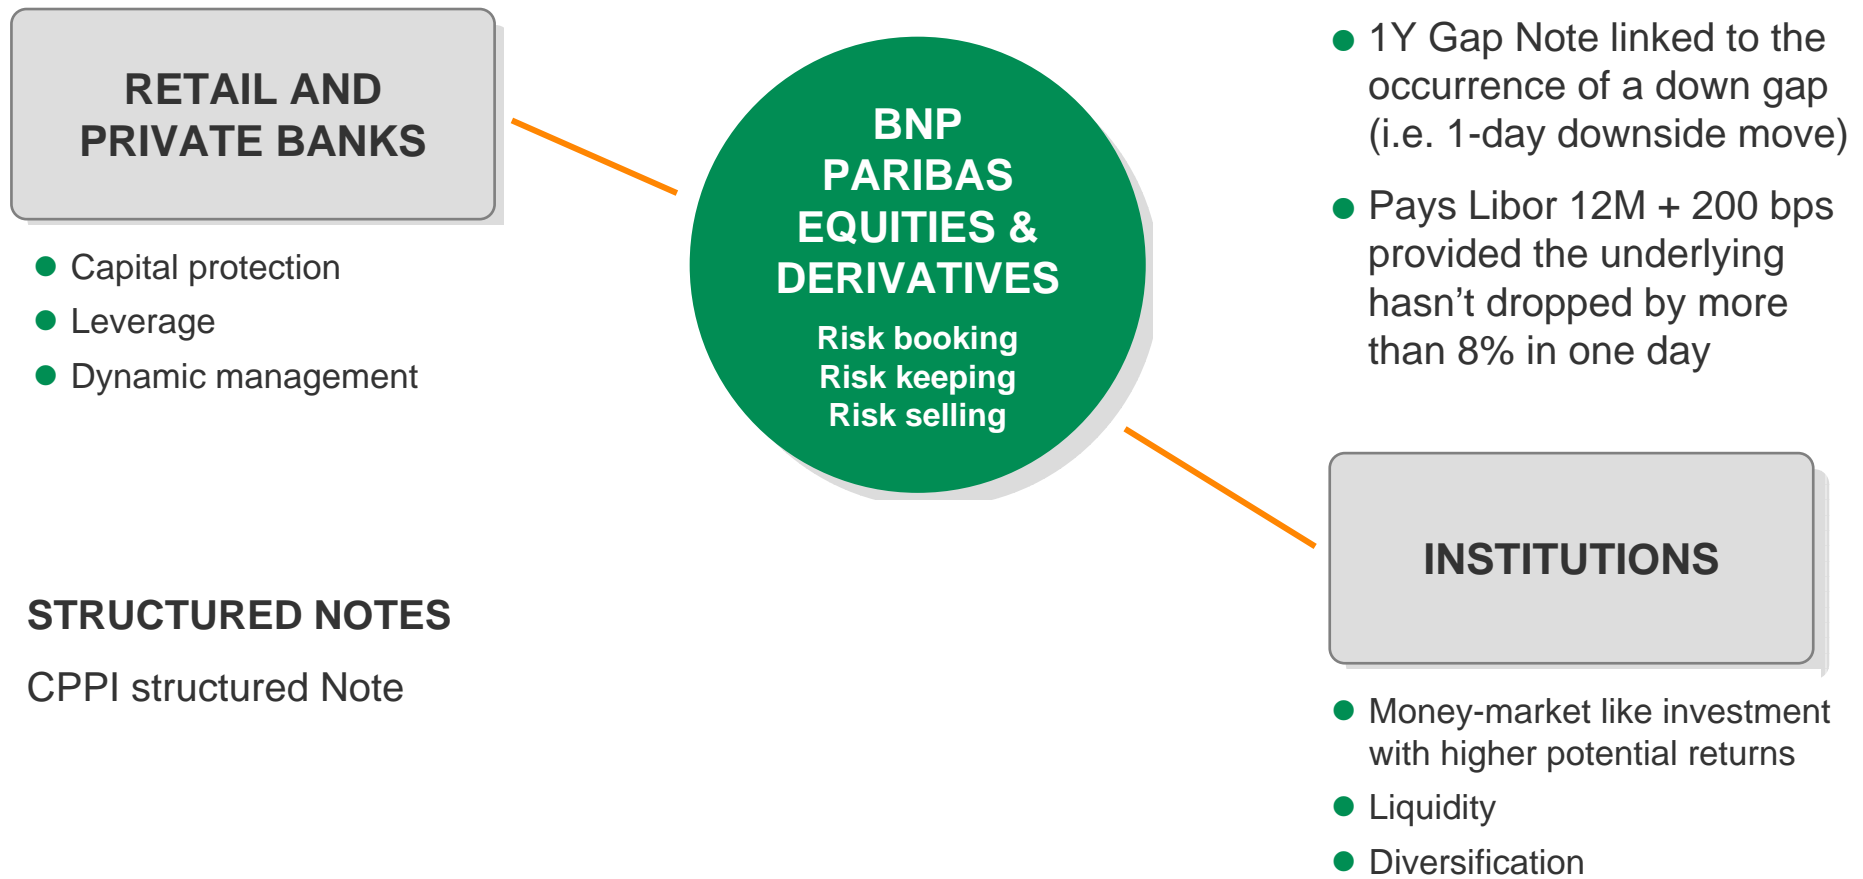 RETAIL AND
PRIVATE BANKS
● Capital protection
● Leverage
● Dynamic management
STRUCTURED NOTES
CPPI structured Note
BNP
PARIBAS
EQUITIES &
DERIVATIVES
Risk booking
Risk keeping
Risk selling
● 1Y Gap Note linked to the
occurrence of a down gap
(i.e. 1-day downside move)
● Pays Libor 12M + 200 bps
provided the underlying
hasn’t dropped by more
than 8% in one day
INSTITUTIONS
● Money-market like investment
with higher potential returns
● Liquidity
● Diversification